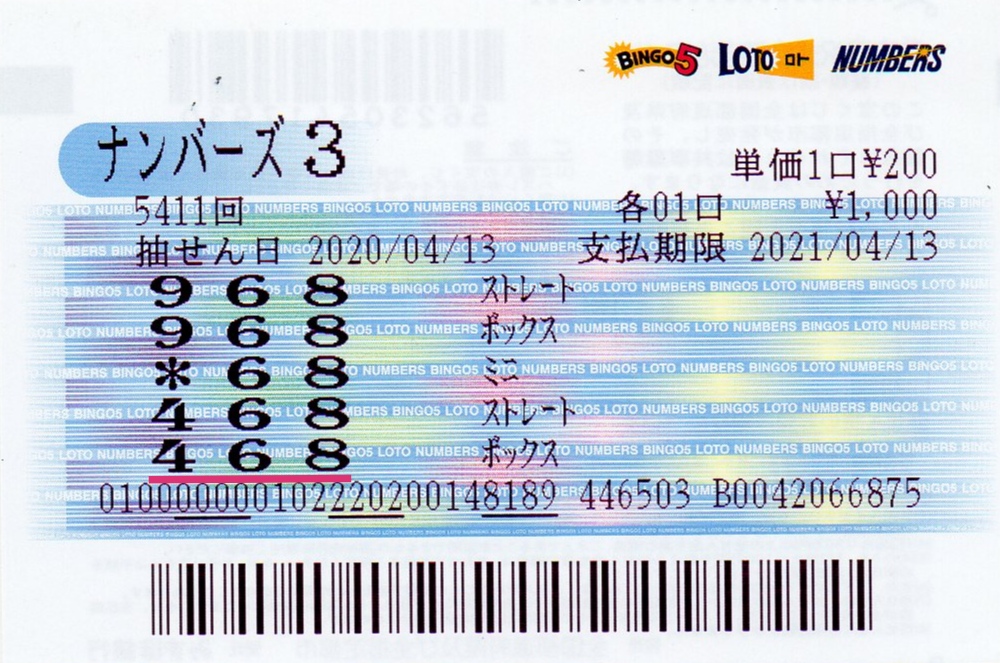 BINGO5 LOTO ロト NUMBERS
ナンバーズ 3
単価1口¥200
5411回 各01口 ¥1,000
抽せん日 2020/04/13 支払期限 2021/04/13
9 6 8 ストレート
9 6 8 ボックス
* 6 8 ミニ
4 6 8 ストレート
4 6 8 ボックス
0100000000102220200148189 446503 B0042066875